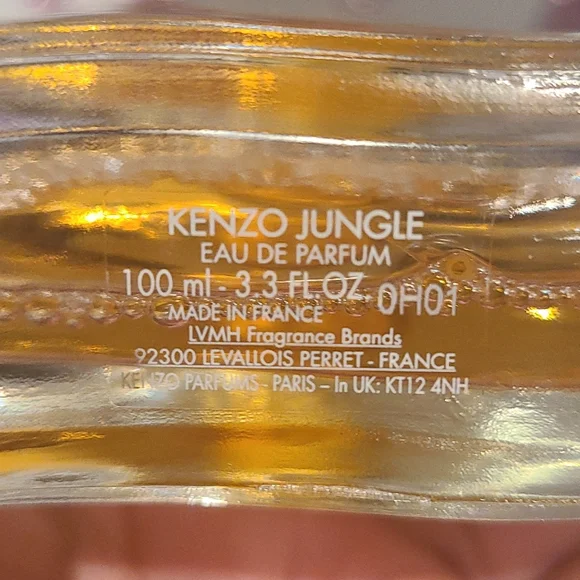 KENZO JUNGLE
EAU DE PARFUM
100 ml - 3.3 FL.OZ. 0H01
MADE IN FRANCE
LVMH Fragrance Brands
92300 LEVALLOIS PERRET - FRANCE
KENZO PARFUMS - PARIS – In UK: KT12 4NH